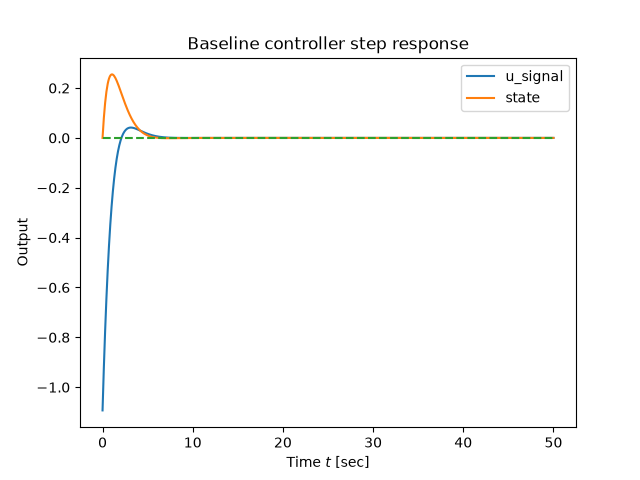 Baseline controller step response
u_signal
state
Output
0.2
0.0
−0.2
−0.4
−0.6
−0.8
−1.0
0 10 20 30 40 50
Time t [sec]